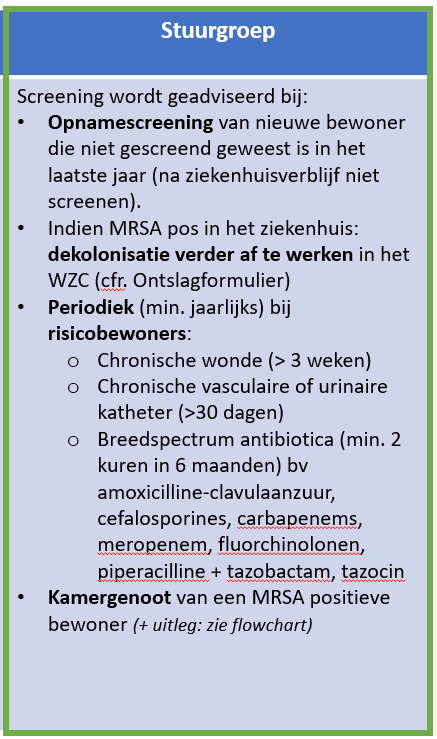 Stuurgroep
Screening wordt geadviseerd bij:
• Opnamescreening van nieuwe bewoner
die niet gescreend geweest is in het
laatste jaar (na ziekenhuisverblijf niet
screenen).
• Indien MRSA pos in het ziekenhuis:
dekolonisatie verder af te werken in het
WZC (cfr. Ontslagformulier)
• Periodiek (min. jaarlijks) bij
risicobewoners:
o Chronische wonde (> 3 weken)
o Chronische vasculaire of urinaire
katheter (>30 dagen)
o Breedspectrum antibiotica (min. 2
kuren in 6 maanden) bv
amoxicilline-clavulaanzuur,
cefalosporines, carbapenems,
meropenem, fluorchinolonen,
piperacilline + tazobactam, tazocin
• Kamergenoot van een MRSA positieve
bewoner (+ uitleg: zie flowchart)